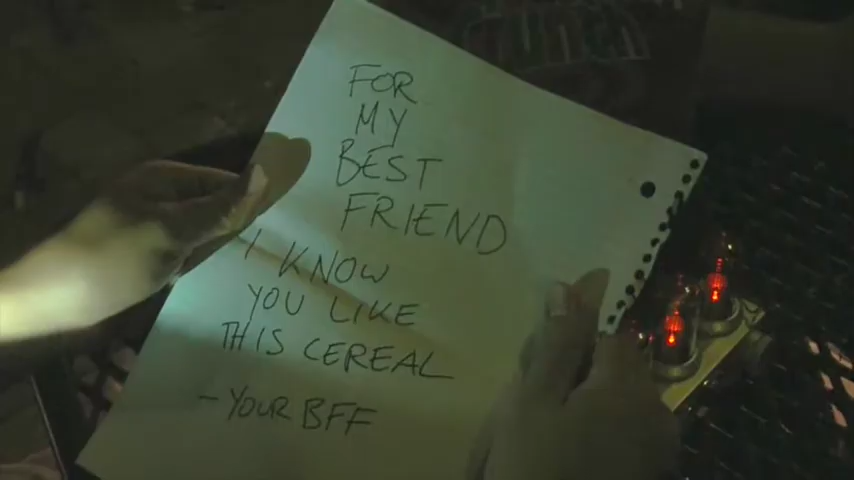 FOR
MY
BEST
FRIEND
I KNOW
YOU LIKE
THIS CEREAL
- YOUR BFF